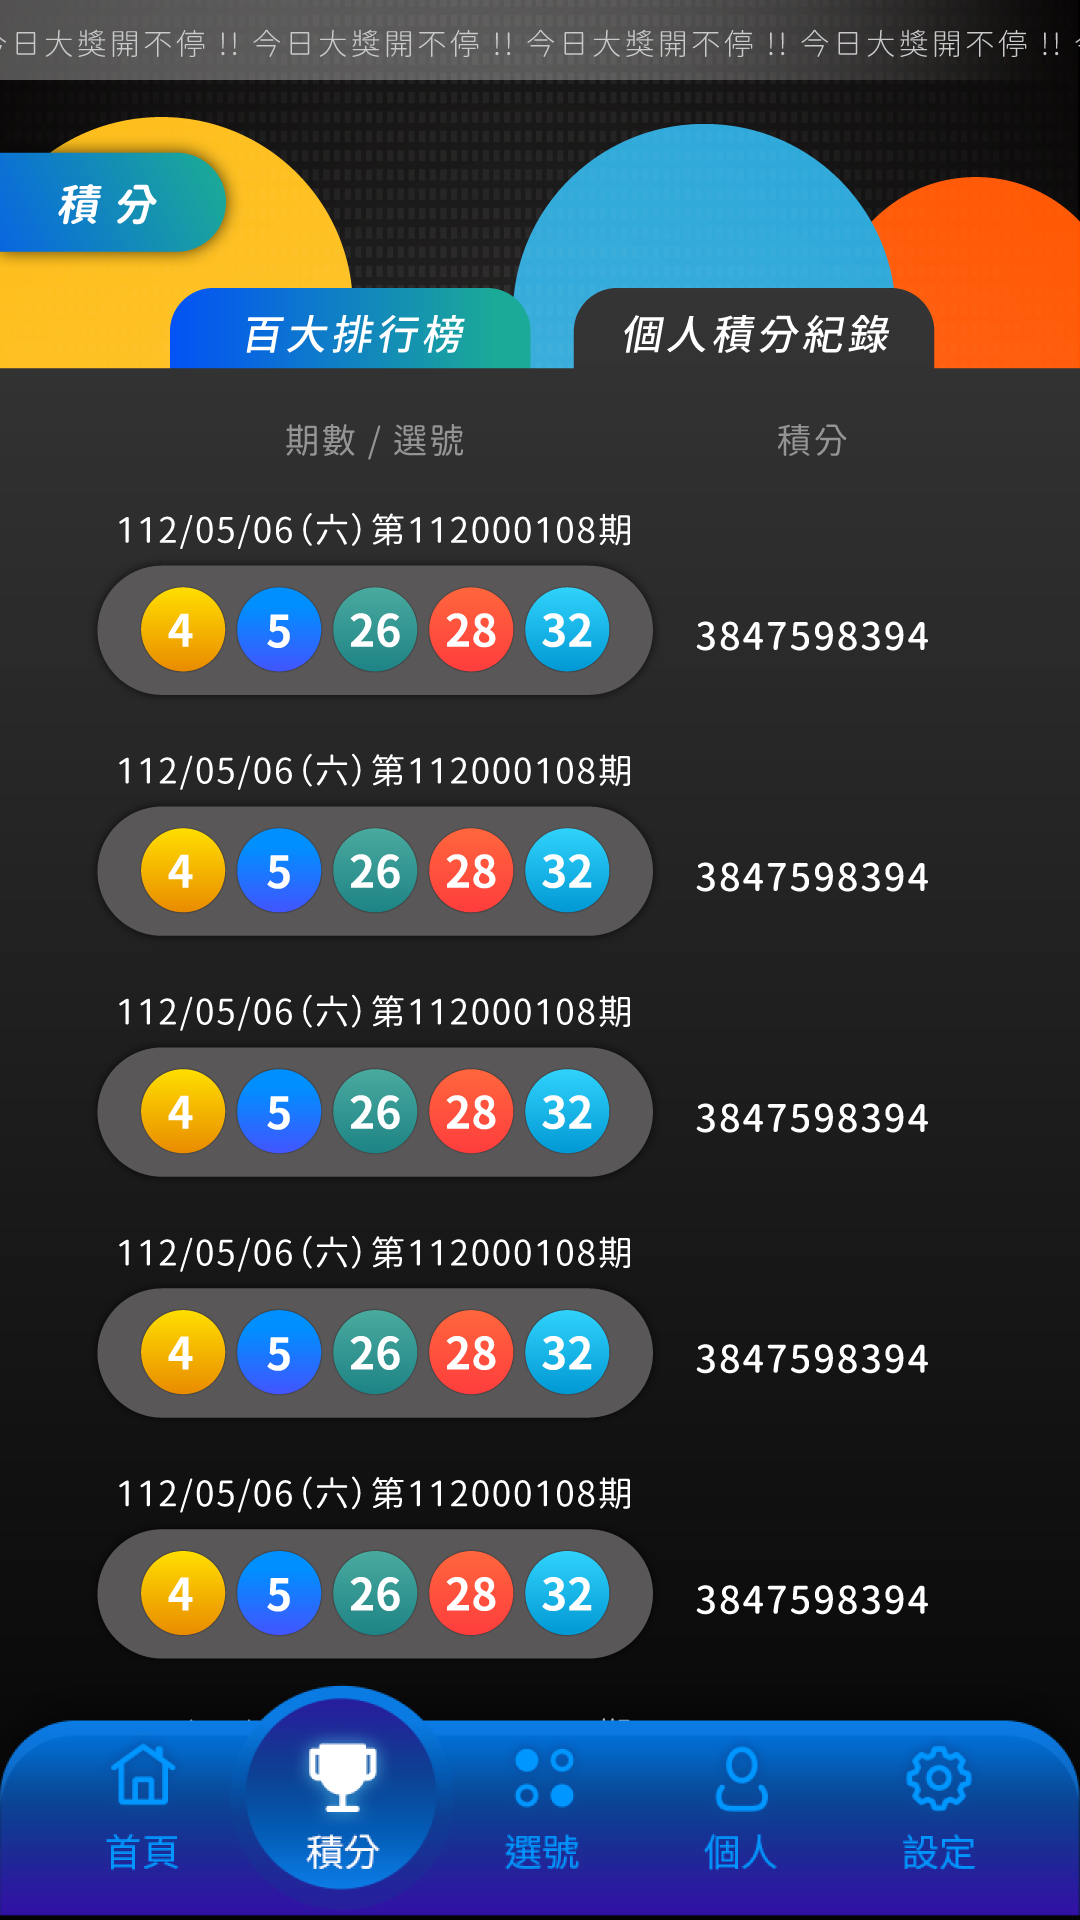 今日大獎開不停 !! 今日大獎開不停 !! 今日大獎開不停 !! 今日大獎開不停 !!
積分
百大排行榜 個人積分紀錄
期數 / 選號 積分
112/05/06(六)第112000108期
4 5 26 28 32 3847598394
112/05/06(六)第112000108期
4 5 26 28 32 3847598394
112/05/06(六)第112000108期
4 5 26 28 32 3847598394
112/05/06(六)第112000108期
4 5 26 28 32 3847598394
112/05/06(六)第112000108期
4 5 26 28 32 3847598394
首頁 積分 選號 個人 設定